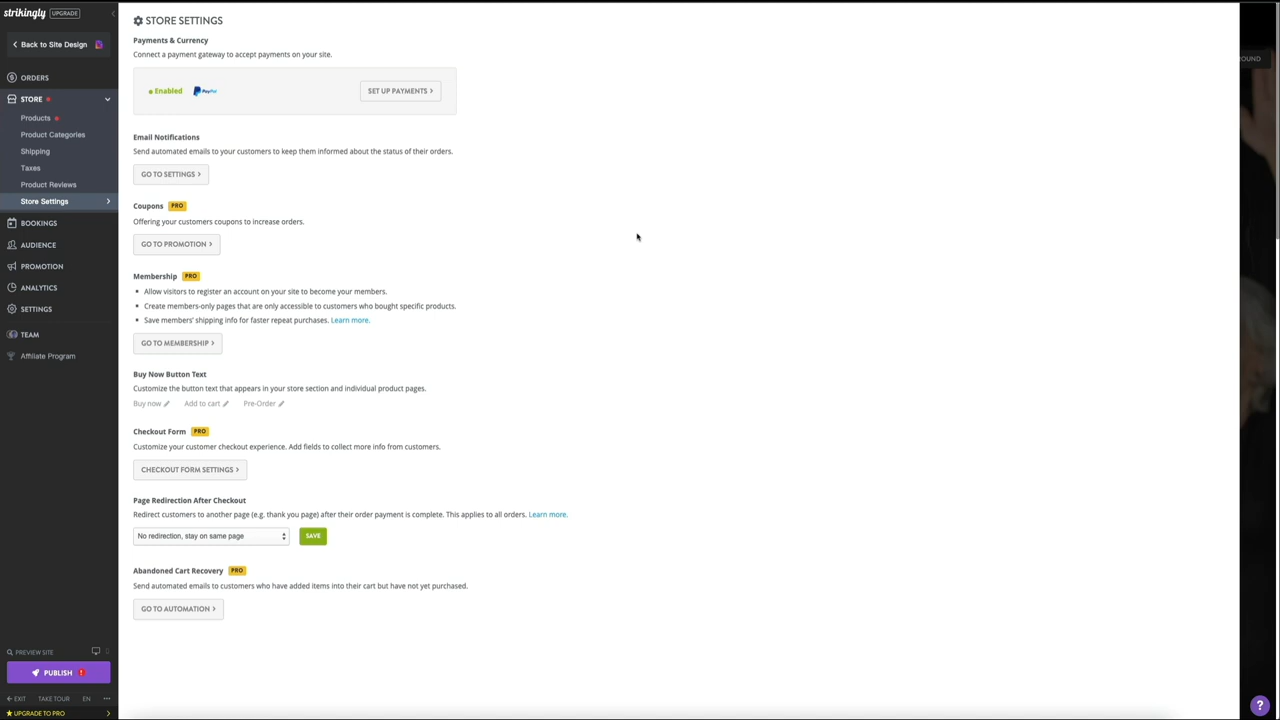 strikingly UPGRADE
Back to Site Design
ORDERS
STORE
Products
Product Categories
Shipping
Taxes
Product Reviews
Store Settings
BOOKINGS
AUDIENCE
PROMOTION
ANALYTICS
SETTINGS
TEAM
Affiliate Program
PREVIEW SITE
PUBLISH !
EXIT TAKE TOUR EN ...
UPGRADE TO PRO
STORE SETTINGS
Payments & Currency
Connect a payment gateway to accept payments on your site.
Enabled PayPal SET UP PAYMENTS >
Email Notifications
Send automated emails to your customers to keep them informed about the status of their orders.
GO TO SETTINGS >
Coupons PRO
Offering your customers coupons to increase orders.
GO TO PROMOTION >
Membership PRO
• Allow visitors to register an account on your site to become your members.
• Create members-only pages that are only accessible to customers who bought specific products.
• Save members' shipping info for faster repeat purchases. Learn more.
GO TO MEMBERSHIP >
Buy Now Button Text
Customize the button text that appears in your store section and individual product pages.
Buy now Add to cart Pre-Order
Checkout Form PRO
Customize your customer checkout experience. Add fields to collect more info from customers.
CHECKOUT FORM SETTINGS >
Page Redirection After Checkout
Redirect customers to another page (e.g. thank you page) after their order payment is complete. This applies to all orders. Learn more.
No redirection, stay on same page SAVE
Abandoned Cart Recovery PRO
Send automated emails to customers who have added items into their cart but have not yet purchased.
GO TO AUTOMATION >
OUND
?